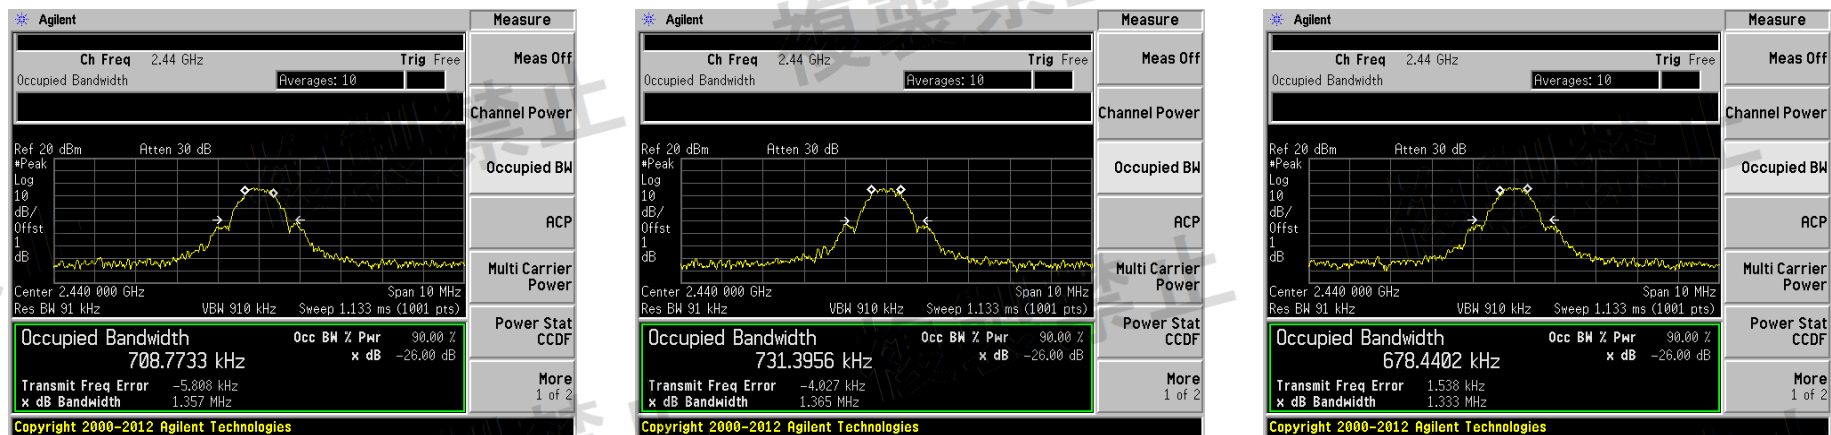 Agilent
Measure
Ch Freq 2.44 GHz Trig Free
Occupied Bandwidth Averages: 10
Ref 20 dBm Atten 30 dB
#Peak
Log
10
dB/
Offst
1
dB
Center 2.440 000 GHz Span 10 MHz
Res BW 91 kHz VBW 910 kHz Sweep 1.133 ms (1001 pts)
Occupied Bandwidth Occ BW % Pwr 90.00 %
708.7733 kHz x dB -26.00 dB
Transmit Freq Error -5.808 kHz
x dB Bandwidth 1.357 MHz
Copyright 2000-2012 Agilent Technologies
Meas Off
Channel Power
Occupied BW
ACP
Multi Carrier
Power
Power Stat
CCDF
More
1 of 2
Agilent
Measure
Ch Freq 2.44 GHz Trig Free
Occupied Bandwidth Averages: 10
Ref 20 dBm Atten 30 dB
#Peak
Log
10
dB/
Offst
1
dB
Center 2.440 000 GHz Span 10 MHz
Res BW 91 kHz VBW 910 kHz Sweep 1.133 ms (1001 pts)
Occupied Bandwidth Occ BW % Pwr 90.00 %
731.3956 kHz x dB -26.00 dB
Transmit Freq Error -4.027 kHz
x dB Bandwidth 1.365 MHz
Copyright 2000-2012 Agilent Technologies
Meas Off
Channel Power
Occupied BW
ACP
Multi Carrier
Power
Power Stat
CCDF
More
1 of 2
Agilent
Measure
Ch Freq 2.44 GHz Trig Free
Occupied Bandwidth Averages: 10
Ref 20 dBm Atten 30 dB
#Peak
Log
10
dB/
Offst
1
dB
Center 2.440 000 GHz Span 10 MHz
Res BW 91 kHz VBW 910 kHz Sweep 1.133 ms (1001 pts)
Occupied Bandwidth Occ BW % Pwr 90.00 %
678.4402 kHz x dB -26.00 dB
Transmit Freq Error 1.538 kHz
x dB Bandwidth 1.333 MHz
Copyright 2000-2012 Agilent Technologies
Meas Off
Channel Power
Occupied BW
ACP
Multi Carrier
Power
Power Stat
CCDF
More
1 of 2
複製禁止